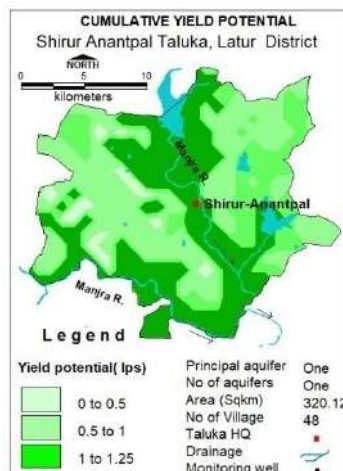 CUMULATIVE YIELD POTENTIAL
Shirur Anantpal Taluka, Latur District
NORTH
0 5 10
kilometers
Manjra R.
Shirur-Anantpal
Manjra R.
Legend
Yield potential( lps)
0 to 0.5
0.5 to 1
1 to 1.25
Principal aquifer One
No of aquifers One
Area (Sqkm) 320.12
No of Village 48
Taluka HQ
Drainage
Monitoring well